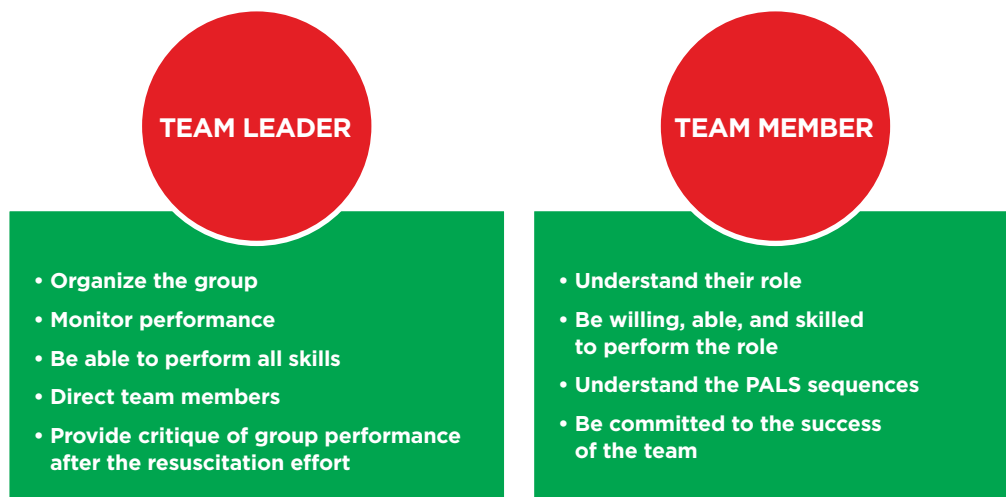 TEAM LEADER
• Organize the group
• Monitor performance
• Be able to perform all skills
• Direct team members
• Provide critique of group performance
after the resuscitation effort
TEAM MEMBER
• Understand their role
• Be willing, able, and skilled
to perform the role
• Understand the PALS sequences
• Be committed to the success
of the team